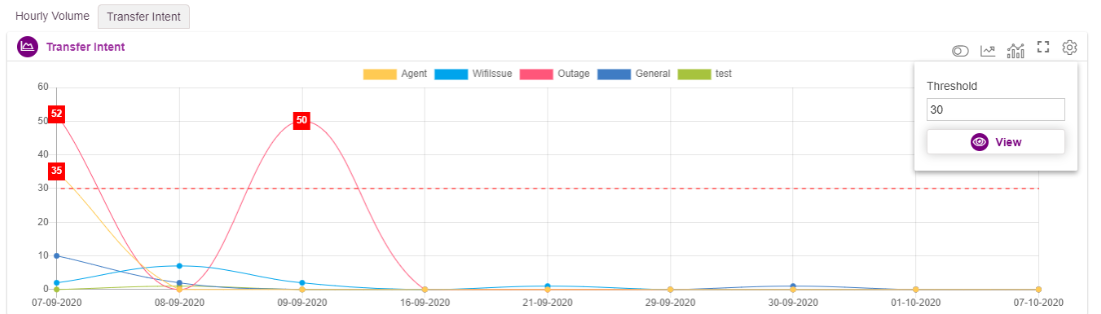 Hourly Volume Transfer Intent
Transfer Intent
Agent WifiIssue Outage General test
Threshold
30
View
60
50
40
30
20
10
0
52
35
50
07-09-2020 08-09-2020 09-09-2020 16-09-2020 21-09-2020 29-09-2020 30-09-2020 01-10-2020 07-10-2020